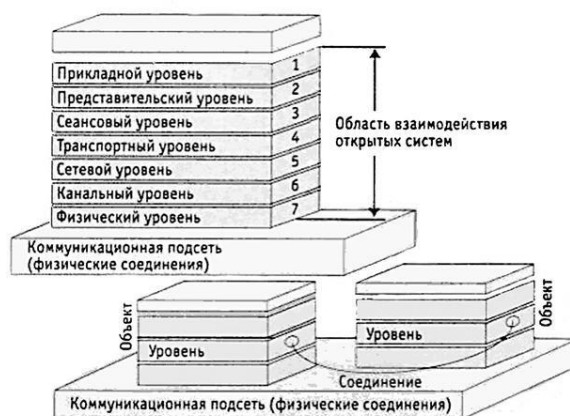 Прикладной уровень 1
Представительский уровень 2
Сеансовый уровень 3
Транспортный уровень 4
Сетевой уровень 5
Канальный уровень 6
Физический уровень 7
Область взаимодействия
открытых систем
Коммуникационная подсеть
(физические соединения)
Объект
Уровень
Уровень
Объект
Соединение
Коммуникационная подсеть (физические соединения)